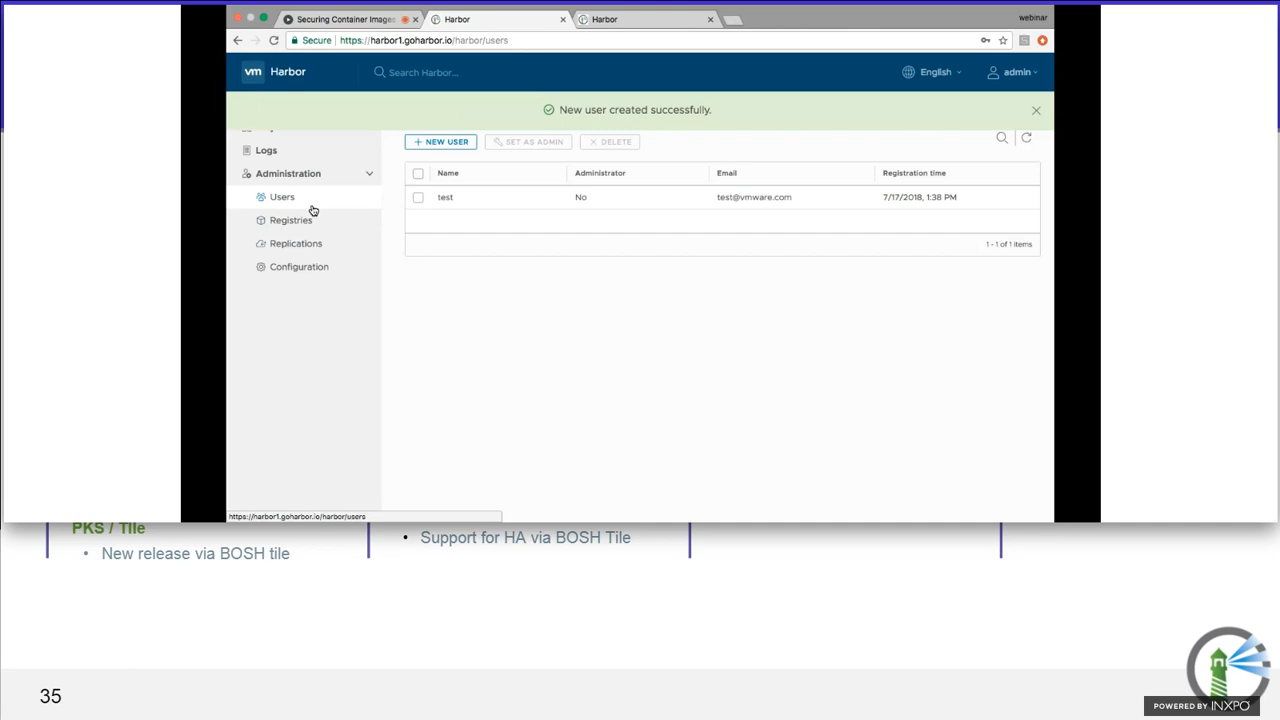 Securing Container Images
Harbor
Harbor
webinar
Secure
https://harbor1.goharbor.io/harbor/users
vm
Harbor
Search Harbor...
English
admin
New user created successfully.
Logs
Administration
Users
Registries
Replications
Configuration
+ NEW USER
SET AS ADMIN
DELETE
Name
Administrator
Email
Registration time
test
No
test@vmware.com
7/17/2018, 1:38 PM
1 - 1 of 1 items
https://harbor1.goharbor.io/harbor/users
PKS / Tile
• New release via BOSH tile
• Support for HA via BOSH Tile
35
POWERED BY INXPO